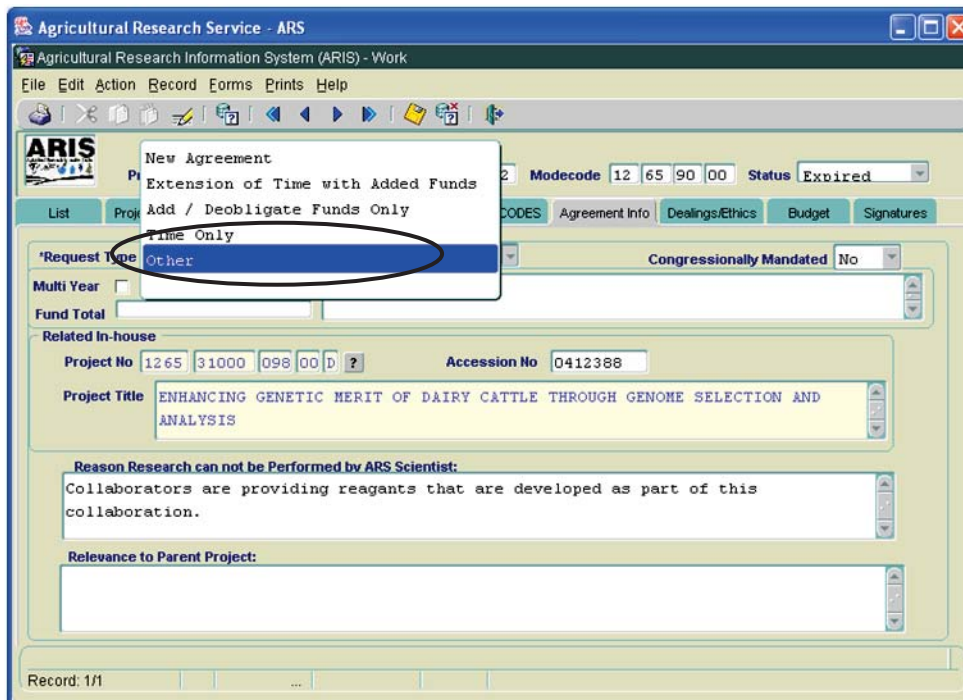 Agricultural Research Service - ARS
Agricultural Research Information System (ARIS) - Work
File Edit Action Record Forms Prints Help
ARIS
2 Modecode 12 65 90 00 Status Expired
New Agreement
Extension of Time with Added Funds
Add / Deobligate Funds Only
Time Only
Other
List Proj CODES Agreement Info Dealings/Ethics Budget Signatures
*Request Type Congressionally Mandated No
Multi Year
Fund Total
Related In-house
Project No 1265 31000 098 00 D ? Accession No 0412388
Project Title ENHANCING GENETIC MERIT OF DAIRY CATTLE THROUGH GENOME SELECTION AND
ANALYSIS
Reason Research can not be Performed by ARS Scientist:
Collaborators are providing reagants that are developed as part of this
collaboration.
Relevance to Parent Project:
Record: 1/1 ...